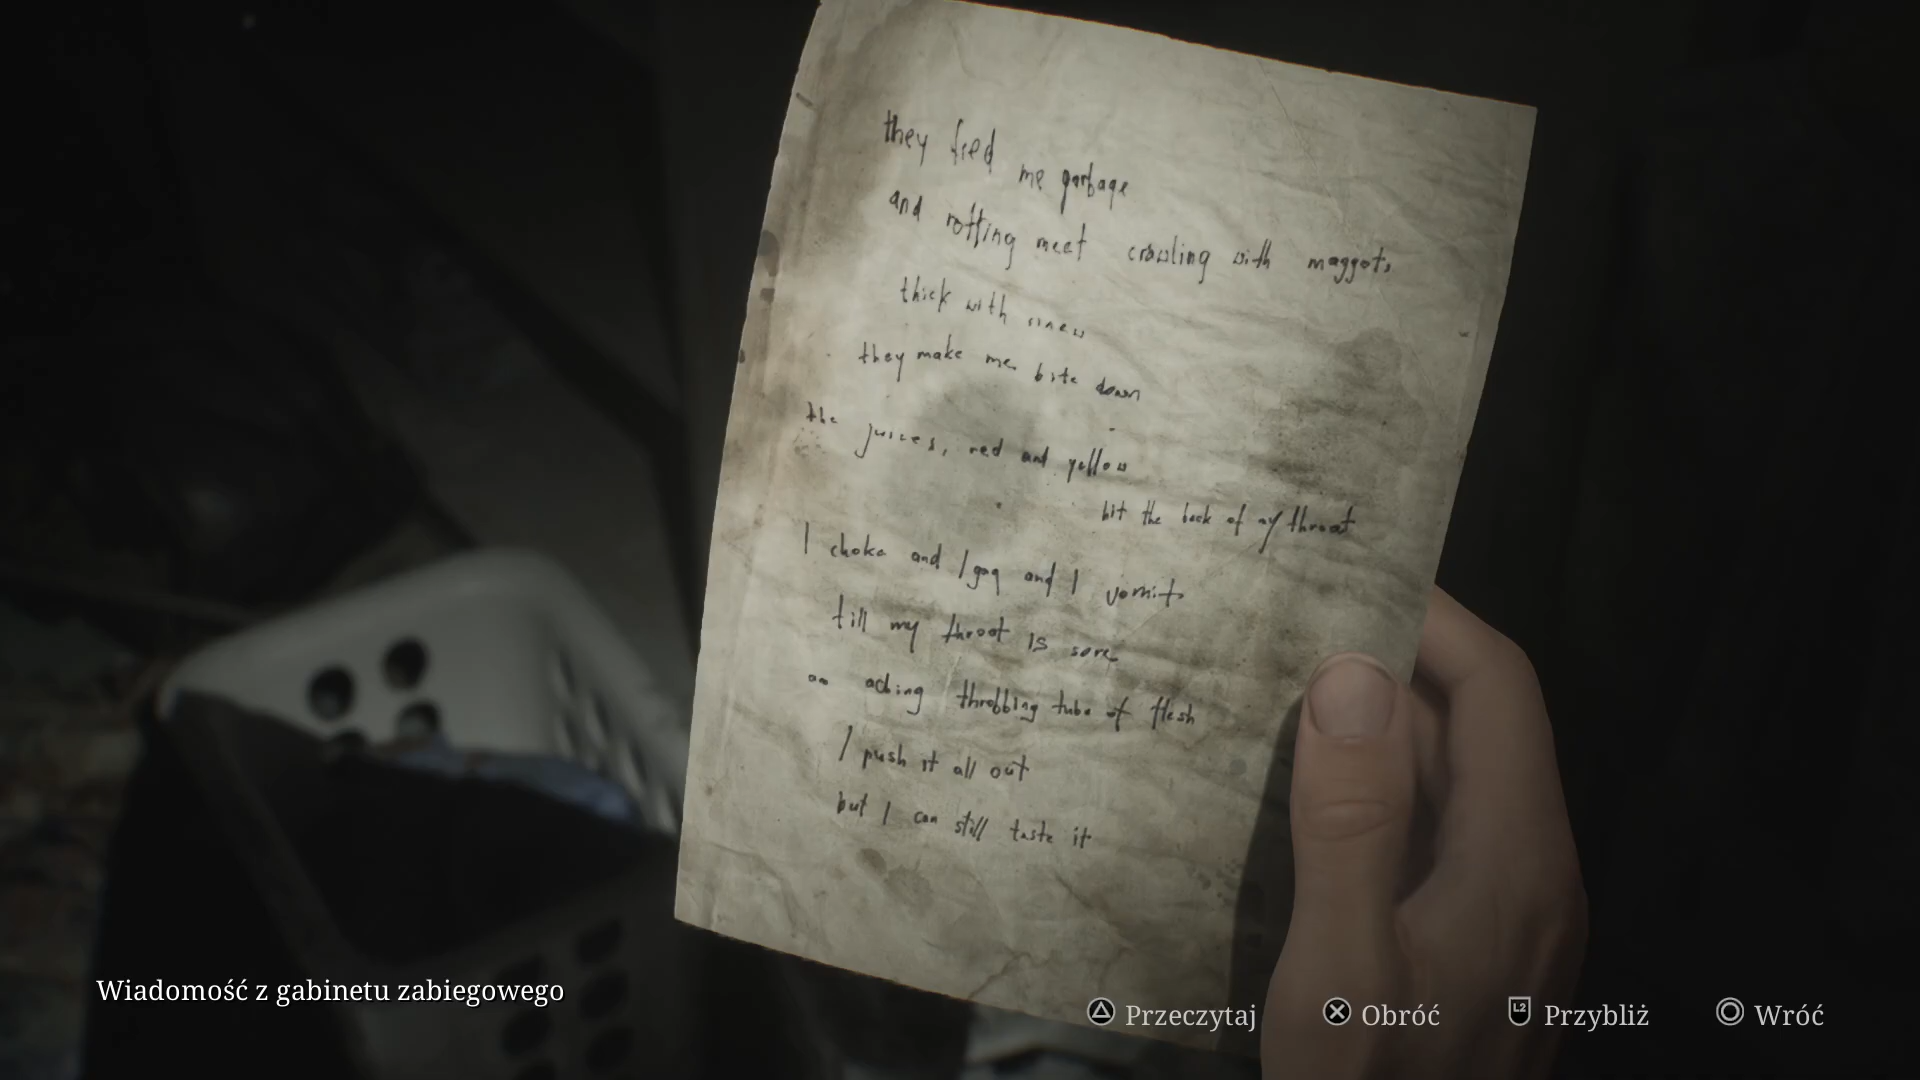 they fied me garbage
and rotting meet crawling with maggots
thick with sinew
they make me bite down
the juices, red and yellow
hit the back of my throat
I choke and I gag and I vomit
till my throat is sore
an aching throbbing tube of flesh
I push it all out
but I can still taste it
Wiadomość z gabinetu zabiegowego
Przeczytaj Obróć L2 Przybliż Wróć